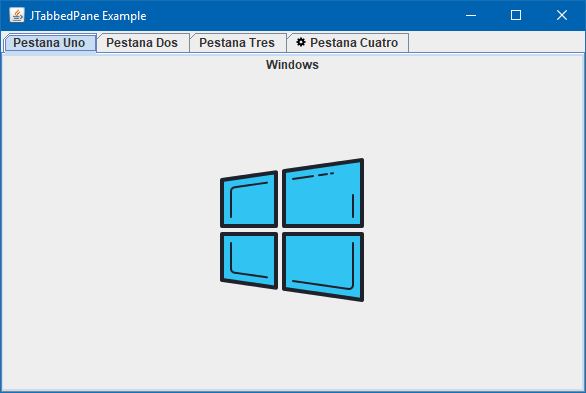 JTabbedPane Example
Pestana Uno Pestana Dos Pestana Tres Pestana Cuatro
Windows